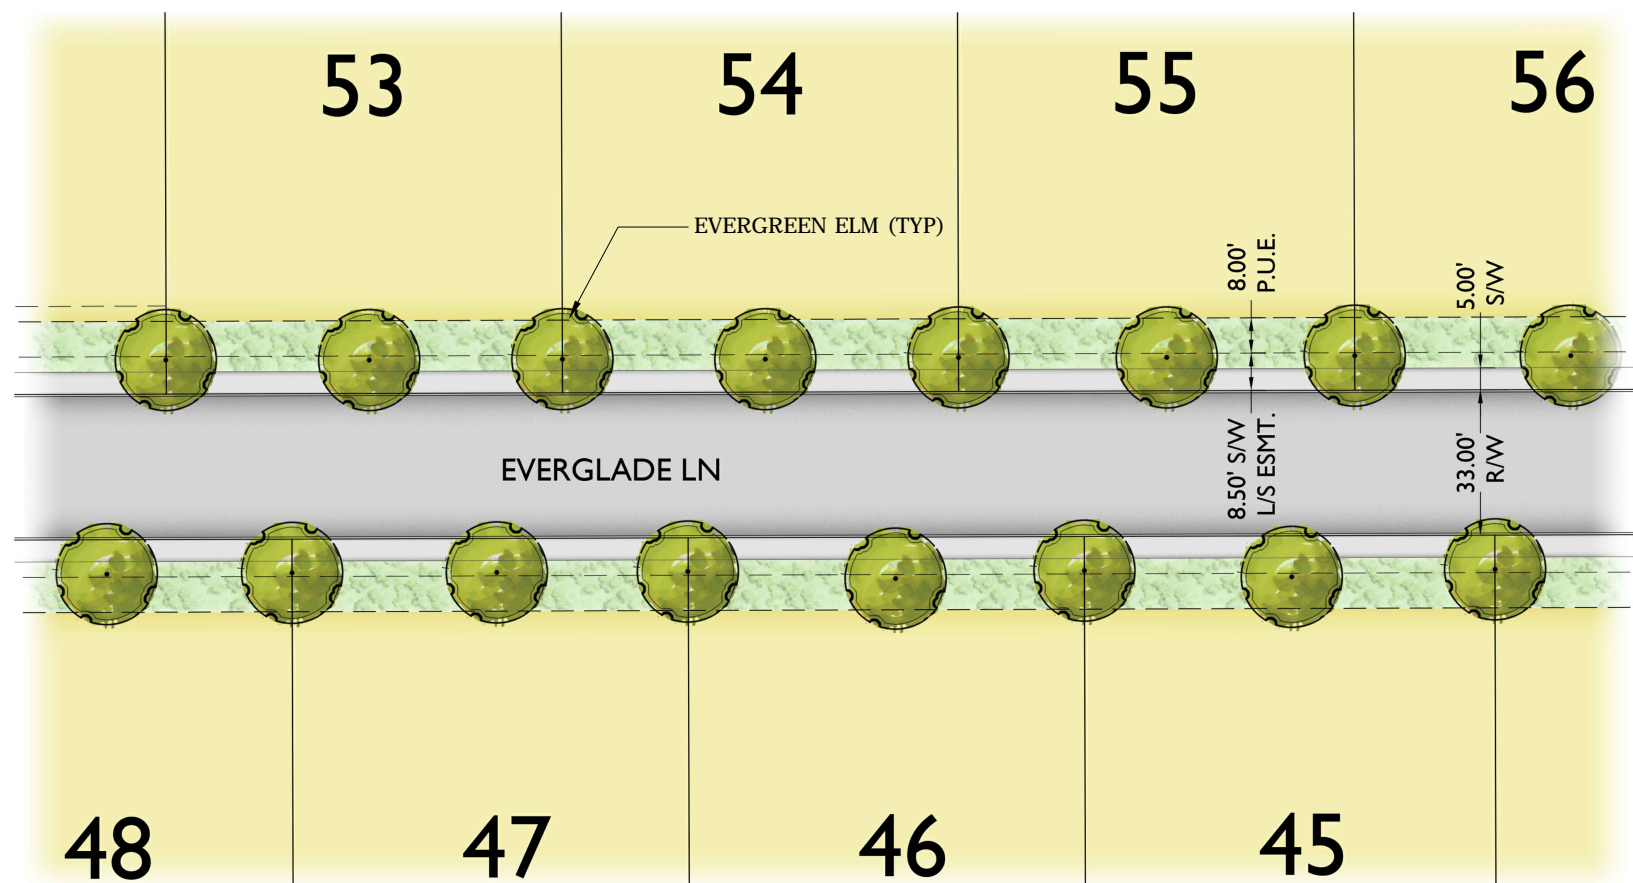 53
54
55
56
EVERGREEN ELM (TYP)
8.00'
P.U.E.
5.00'
S/W
8.50' S/W
L/S ESMT.
33.00'
R/W
EVERGLADE LN
48
47
46
45